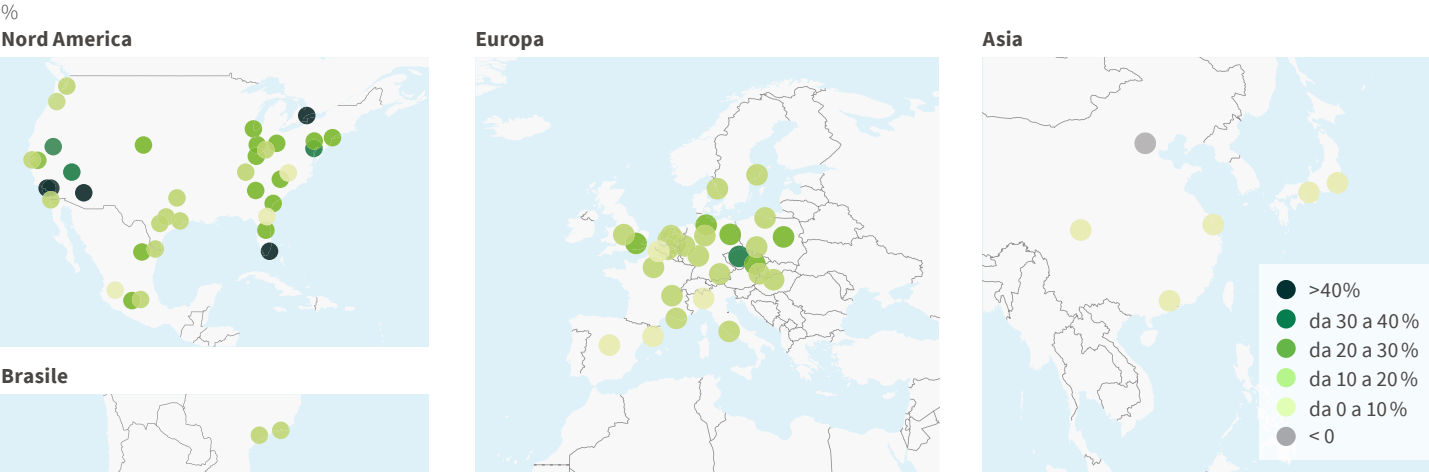 %
Nord America
Europa
Asia
Brasile
>40%
da 30 a 40%
da 20 a 30%
da 10 a 20%
da 0 a 10%
< 0